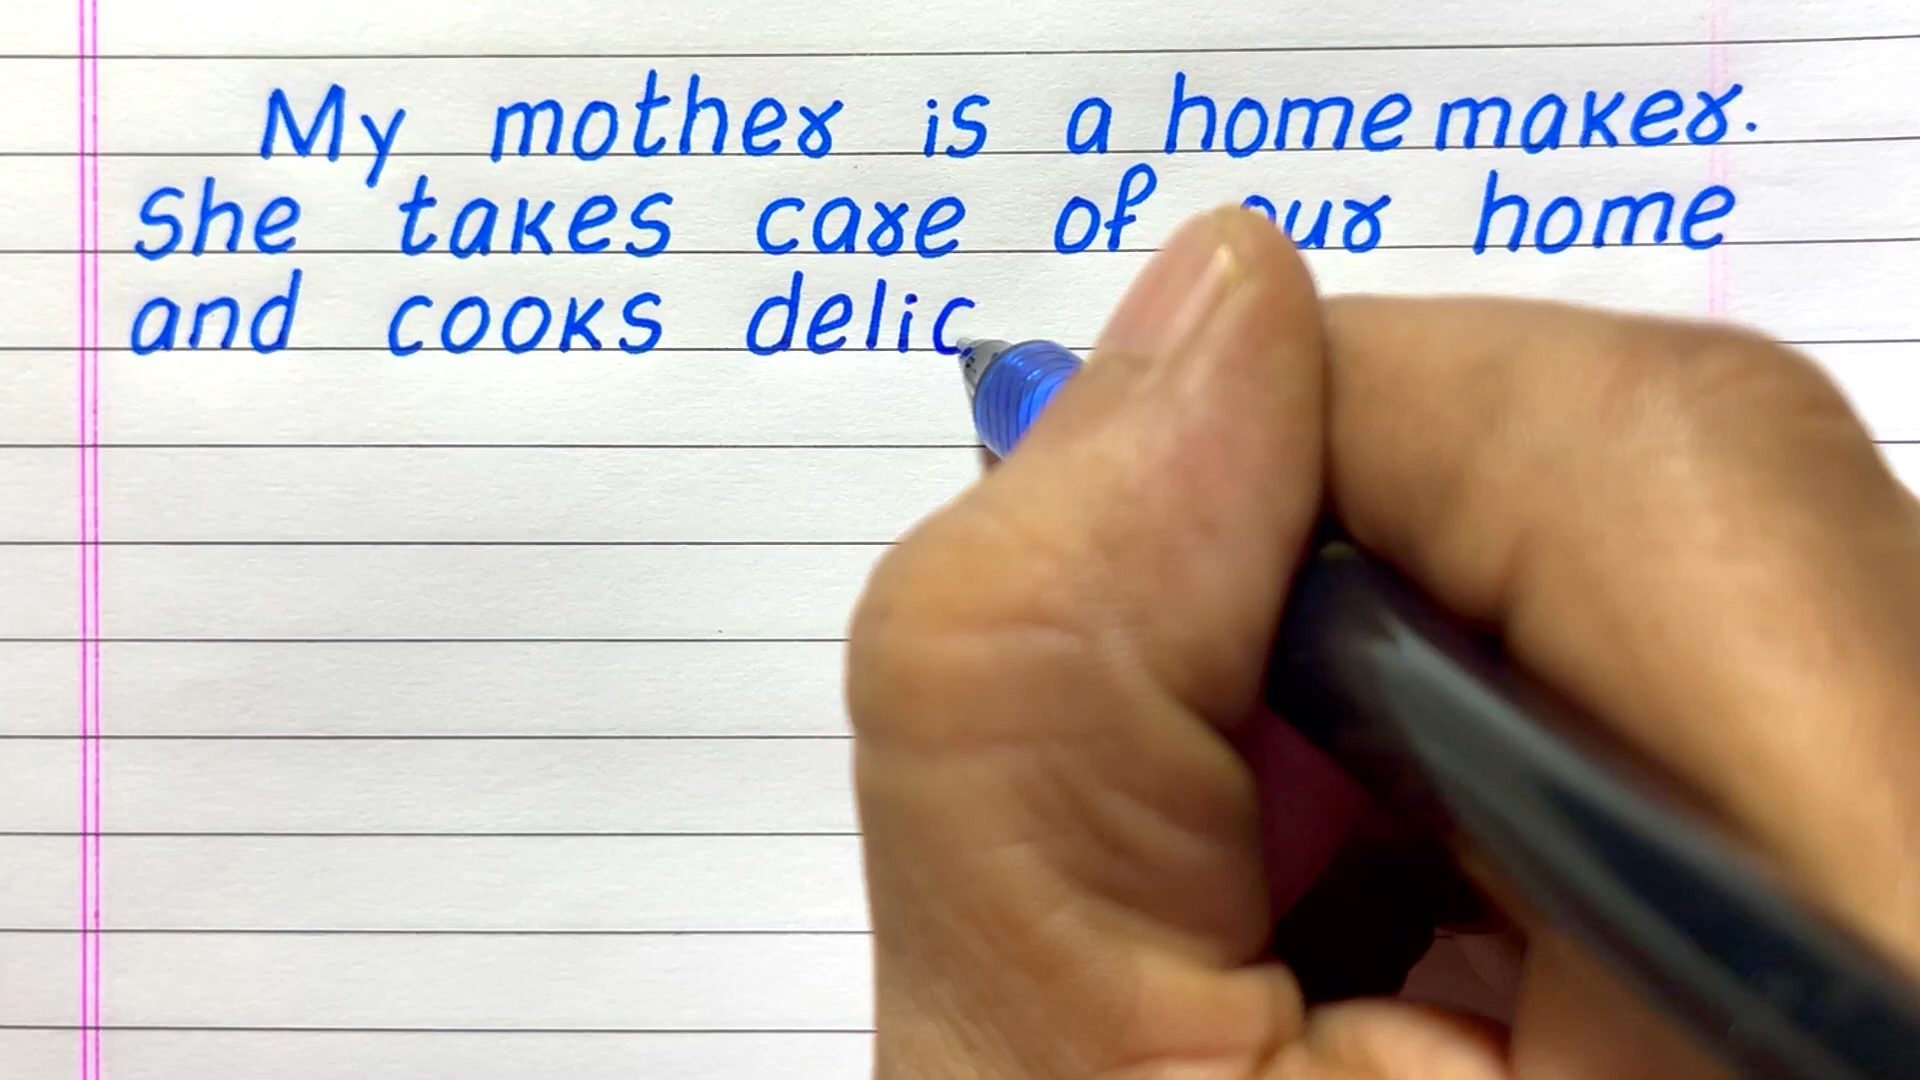 My mother is a homemaker.
She takes care of our home
and cooks delic